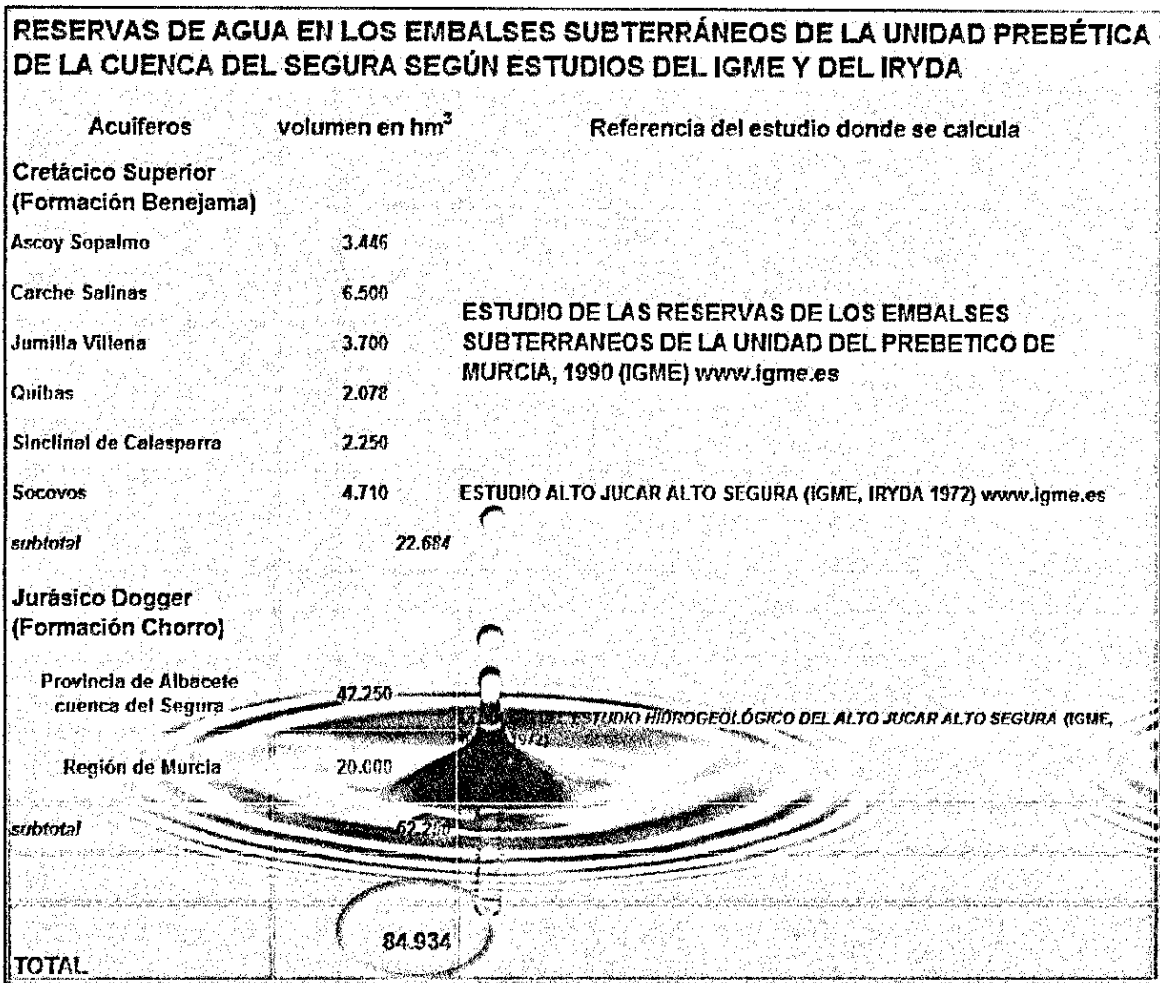 RESERVAS DE AGUA EN LOS EMBALSES SUBTERRÁNEOS DE LA UNIDAD PREBÉTICA
DE LA CUENCA DEL SEGURA SEGÚN ESTUDIOS DEL IGME Y DEL IRYDA
Acuíferos volumen en hm³ Referencia del estudio donde se calcula
Cretácico Superior
(Formación Benejama)
Ascoy Sopalmo 3.446
Carche Salinas 6.500
ESTUDIO DE LAS RESERVAS DE LOS EMBALSES
Jumilla Villena 3.700 SUBTERRANEOS DE LA UNIDAD DEL PREBETICO DE
MURCIA, 1990 (IGME) www.igme.es
Quibas 2.078
Sinclinal de Calasparra 2.250
Socovos 4.710 ESTUDIO ALTO JUCAR ALTO SEGURA (IGME, IRYDA 1972) www.igme.es
subtotal 22.684
Jurásico Dogger
(Formación Chorro)
Provincia de Albacete
cuenca del Segura 42.250
ESTUDIO HIDROGEOLÓGICO DEL ALTO JUCAR ALTO SEGURA (IGME,
1972)
Región de Murcia 20.000
subtotal 62.250
84.934
TOTAL